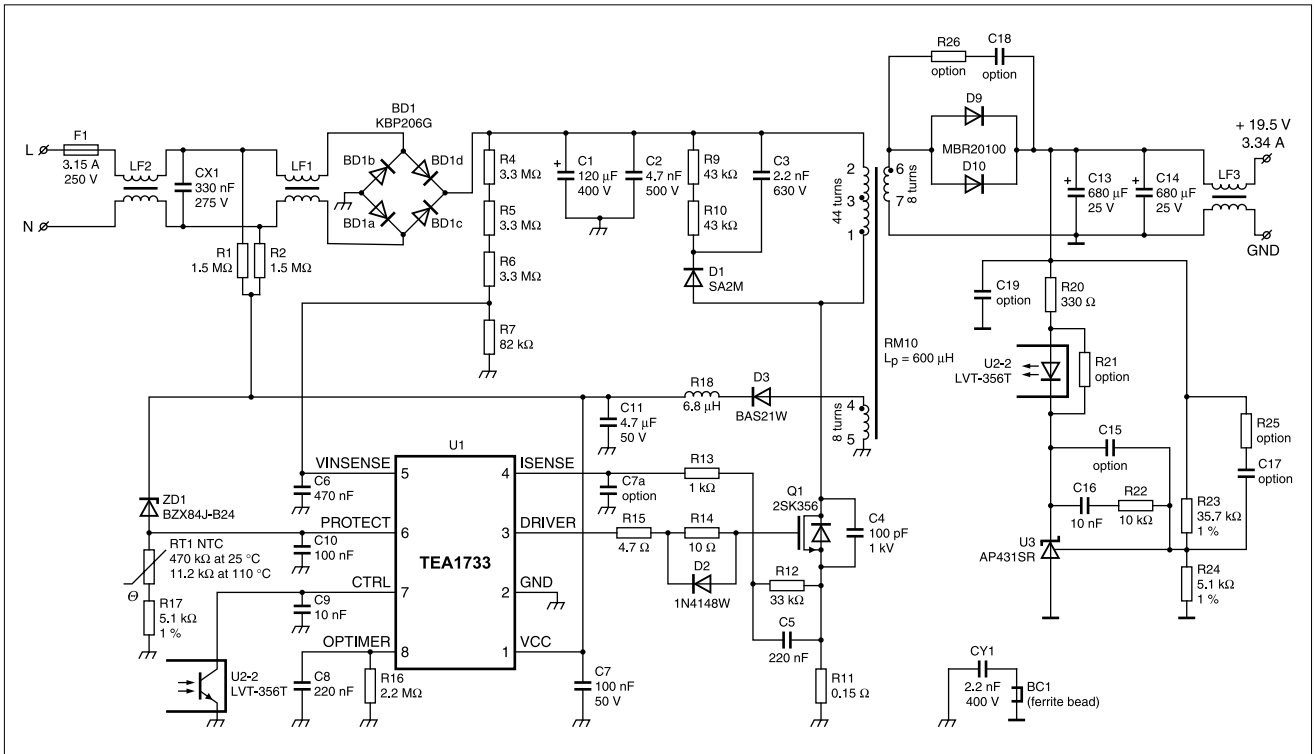 R26
option
C18
option
BD1
KBP206G
D9
MBR20100
D10
+ 19.5 V
3.34 A
L
F1
3.15 A
250 V
LF2
CX1
330 nF
275 V
LF1
BD1b
BD1d
BD1a
BD1c
R4
3.3 MΩ
C1
120 µF
400 V
+
C2
4.7 nF
500 V
R9
43 kΩ
C3
2.2 nF
630 V
2
3
1
44 turns
6
7
8 turns
C13
680 µF
25 V
+
C14
680 µF
25 V
+
LF3
GND
N
R5
3.3 MΩ
R10
43 kΩ
R1
1.5 MΩ
R2
1.5 MΩ
R6
3.3 MΩ
D1
SA2M
R7
82 kΩ
C19
option
R20
330 Ω
RM10
Lp = 600 µH
U2-2
LVT-356T
R21
option
R18
6.8 µH
D3
BAS21W
4
5
8 turns
C11
4.7 µF
50 V
R25
option
C17
option
C15
option
C16
10 nF
R22
10 kΩ
R23
35.7 kΩ
1 %
U3
AP431SR
R24
5.1 kΩ
1 %
U1
TEA1733
VINSENSE
5
4
ISENSE
C6
470 nF
C7a
option
R13
1 kΩ
Q1
2SK356
ZD1
BZX84J-B24
PROTECT
6
3
DRIVER
R15
4.7 Ω
R14
10 Ω
C4
100 pF
1 kV
C10
100 nF
RT1 NTC
470 kΩ at 25 °C
11.2 kΩ at 110 °C
Θ
D2
1N4148W
R12
33 kΩ
CTRL
7
2
GND
C9
10 nF
R17
5.1 kΩ
1 %
C5
220 nF
OPTIMER
8
1
VCC
U2-2
LVT-356T
C8
220 nF
R16
2.2 MΩ
C7
100 nF
50 V
R11
0.15 Ω
CY1
2.2 nF
400 V
BC1
(ferrite bead)